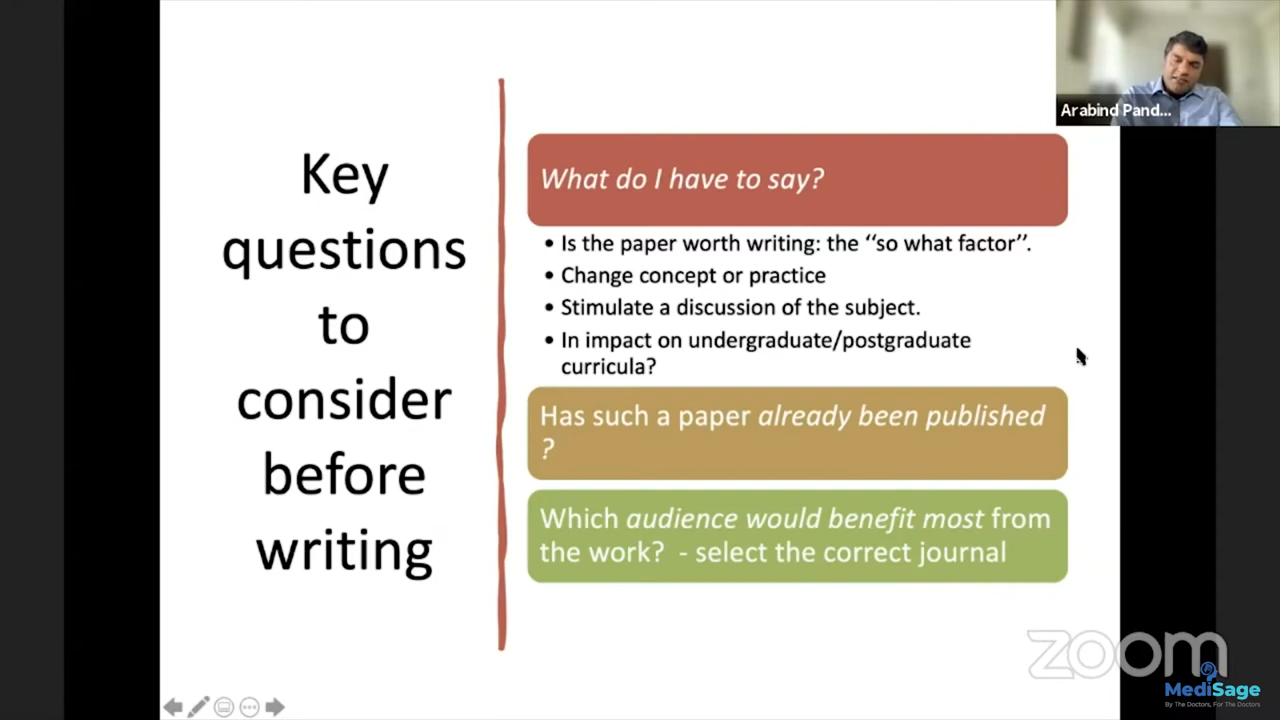 Arabind Pand...
Key
questions
to
consider
before
writing
What do I have to say?
• Is the paper worth writing: the “so what factor”.
• Change concept or practice
• Stimulate a discussion of the subject.
• In impact on undergraduate/postgraduate
curricula?
Has such a paper already been published
?
Which audience would benefit most from
the work?  - select the correct journal
zoom
MediSage
By The Doctors, For The Doctors